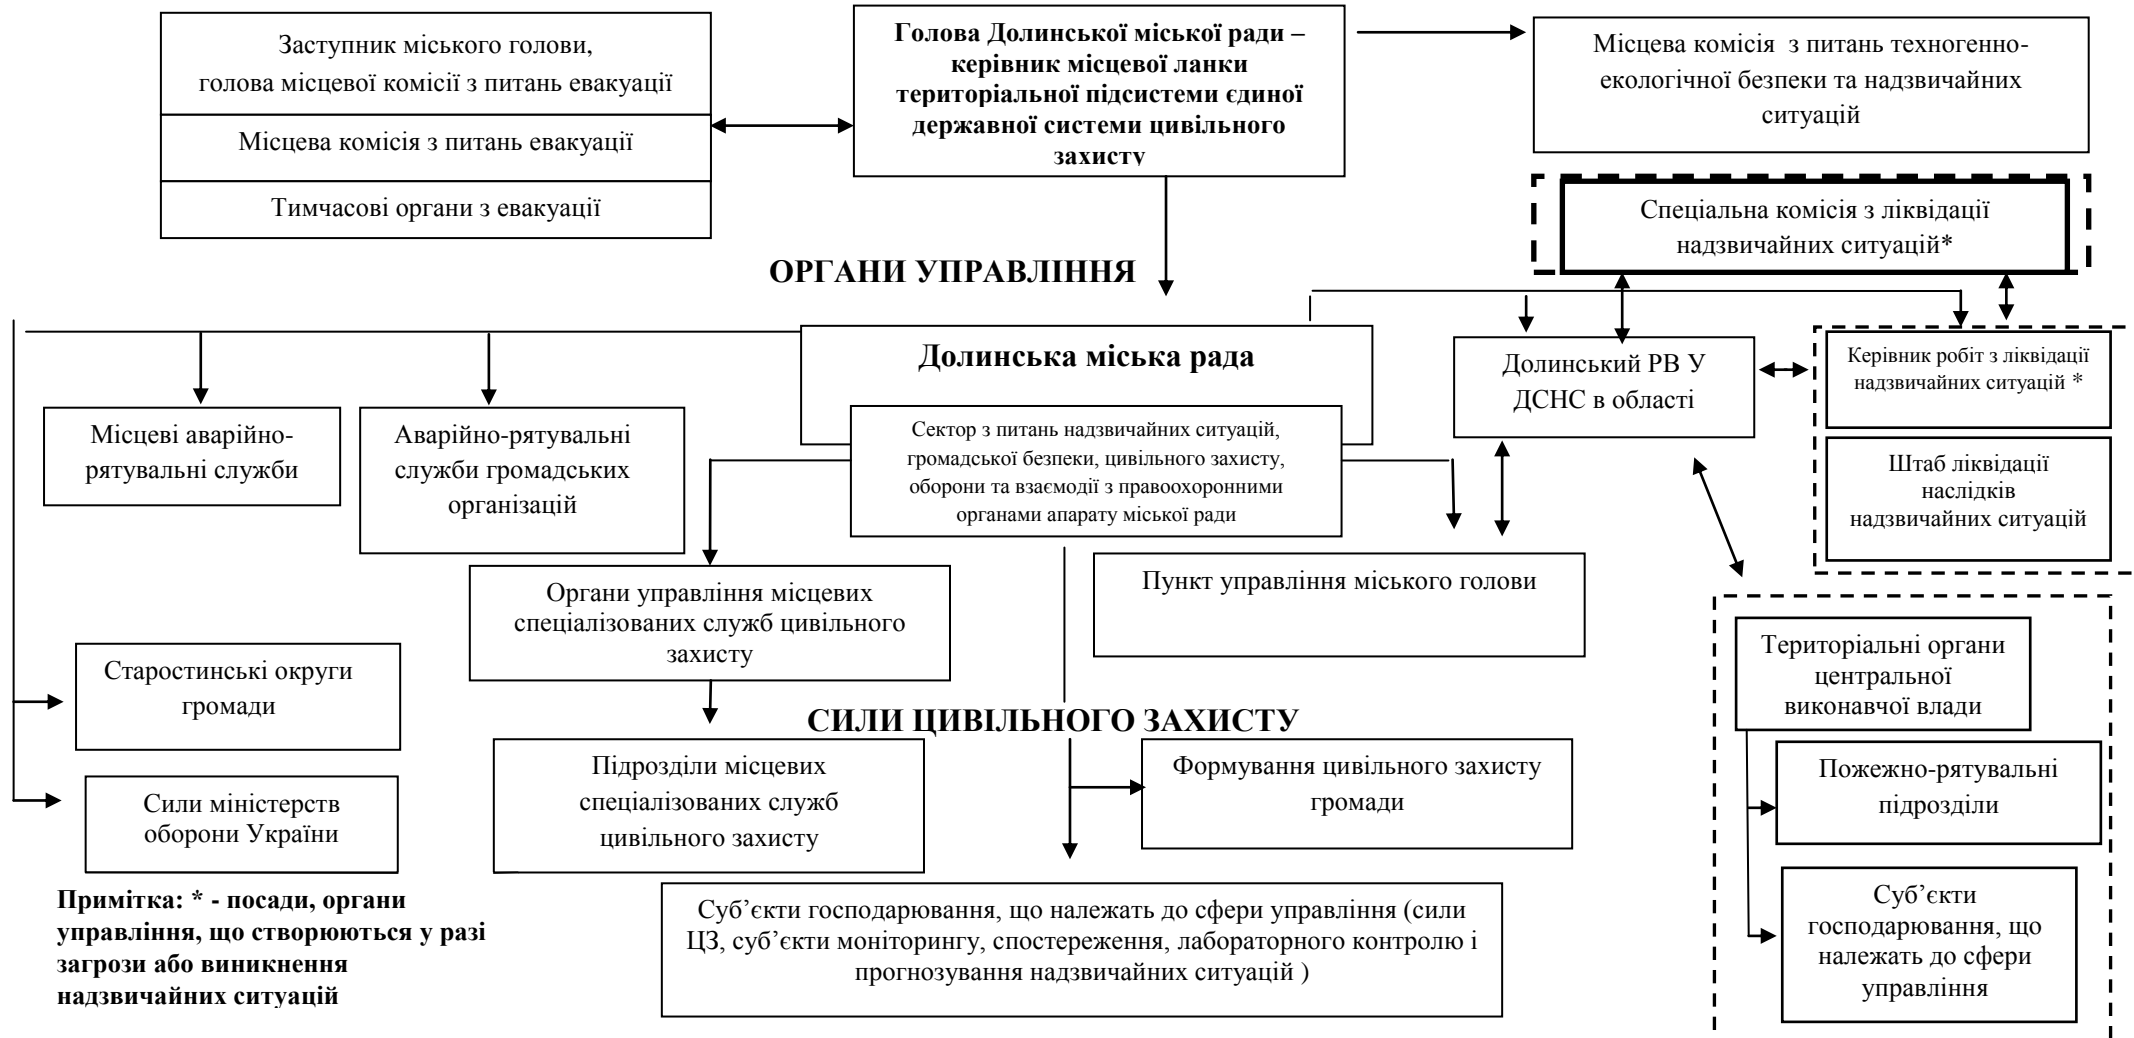 Заступник міського голови,
голова місцевої комісії з питань евакуації
Місцева комісія з питань евакуації
Тимчасові органи з евакуації
Голова Долинської міської ради –
керівник місцевої ланки
територіальної підсистеми єдиної
державної системи цивільного
захисту
Місцева комісія з питань техногенно-
екологічної безпеки та надзвичайних
ситуацій
Спеціальна комісія з ліквідації
надзвичайних ситуацій*
ОРГАНИ УПРАВЛІННЯ
Долинська міська рада
Сектор з питань надзвичайних ситуацій,
громадської безпеки, цивільного захисту,
оборони та взаємодії з правоохоронними
органами апарату міської ради
Долинський РВ У
ДСНС в області
Керівник робіт з ліквідації
надзвичайних ситуацій *
Штаб ліквідації
наслідків
надзвичайних ситуацій
Місцеві аварійно-
рятувальні служби
Аварійно-рятувальні
служби громадських
організацій
Органи управління місцевих
спеціалізованих служб цивільного
захисту
Пункт управління міського голови
Старостинські округи
громади
Територіальні органи
центральної
виконавчої влади
СИЛИ ЦИВІЛЬНОГО ЗАХИСТУ
Сили міністерств
оборони України
Підрозділи місцевих
спеціалізованих служб
цивільного захисту
Формування цивільного захисту
громади
Пожежно-рятувальні
підрозділи
Примітка: * - посади, органи
управління, що створюються у разі
загрози або виникнення
надзвичайних ситуацій
Суб’єкти господарювання, що належать до сфери управління (сили
ЦЗ, суб’єкти моніторингу, спостереження, лабораторного контролю і
прогнозування надзвичайних ситуацій )
Суб’єкти
господарювання, що
належать до сфери
управління